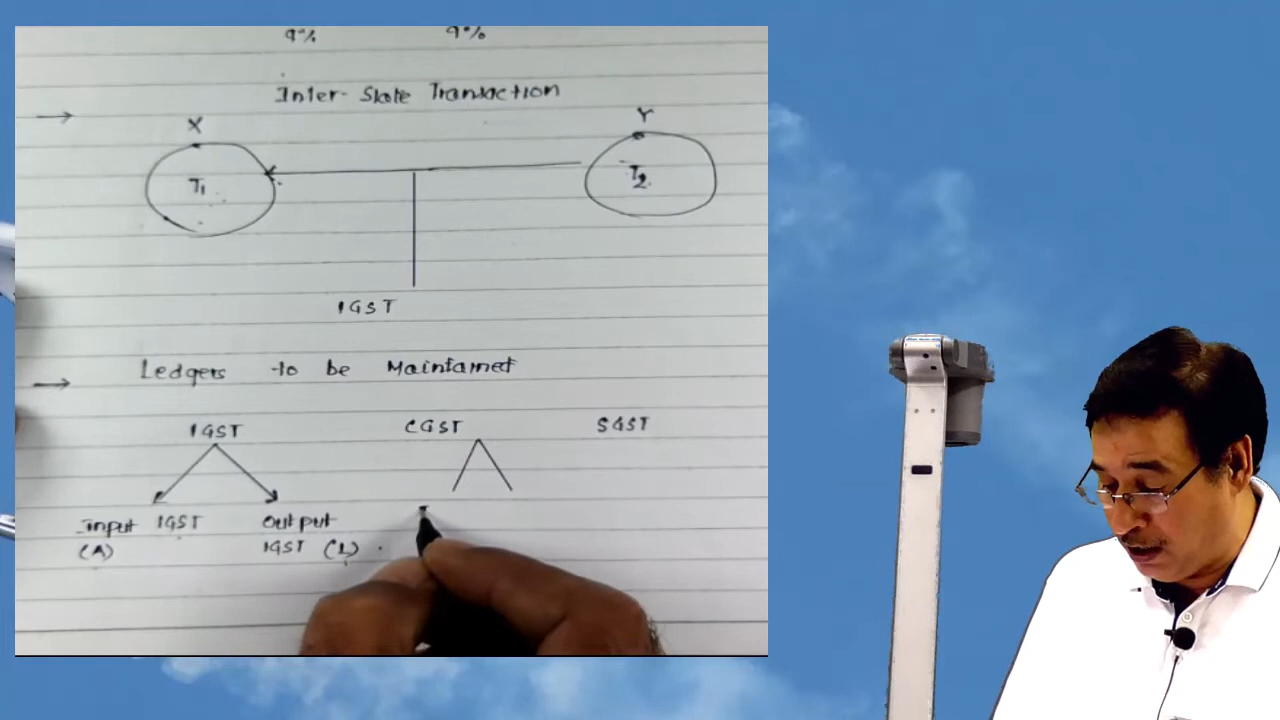 9% 9%
Inter-State Transaction
X Y
T1 T2
IGST
Ledgers to be Maintained
IGST CGST SGST
Input IGST Output
(A) IGST (L)